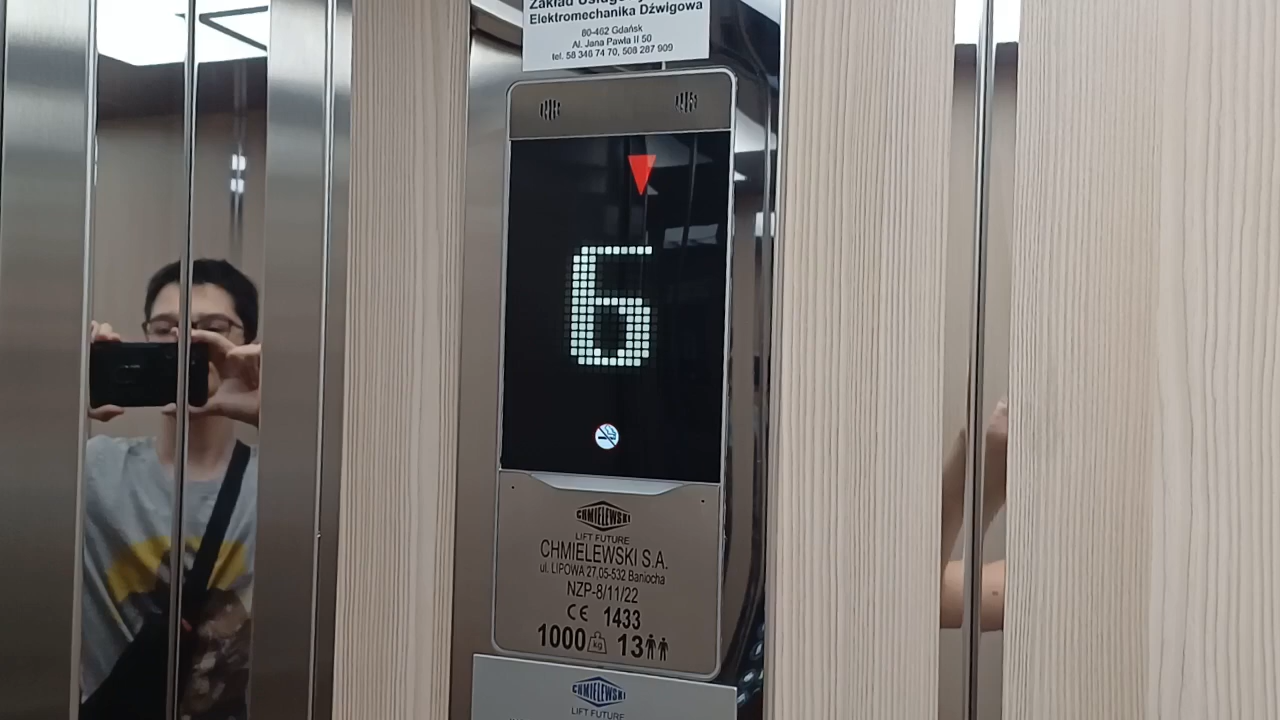 Zakład
Elektromechanika Dźwigowa
80-462 Gdańsk
Al. Jana Pawła II 50
tel. 58 346 74 70, 508 287 909
6
CHMIELEWSKI
LIFT FUTURE
CHMIELEWSKI S.A.
ul. LIPOWA 27,05-532 Baniocha
NZP-8/11/22
CE 1433
1000 kg 13
CHMIELEWSKI
LIFT FUTURE